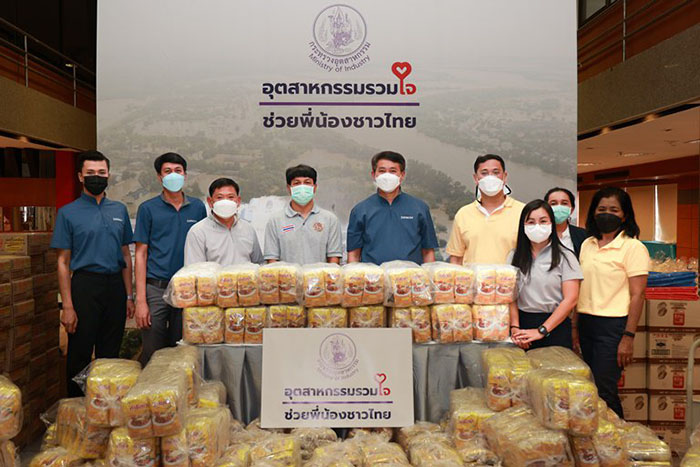 กระทรวงอุตสาหกรรม
Ministry of Industry
อุตสาหกรรมรวมใจ
ช่วยพี่น้องชาวไทย
อุตสาหกรรมรวมใจ
ช่วยพี่น้องชาวไทย